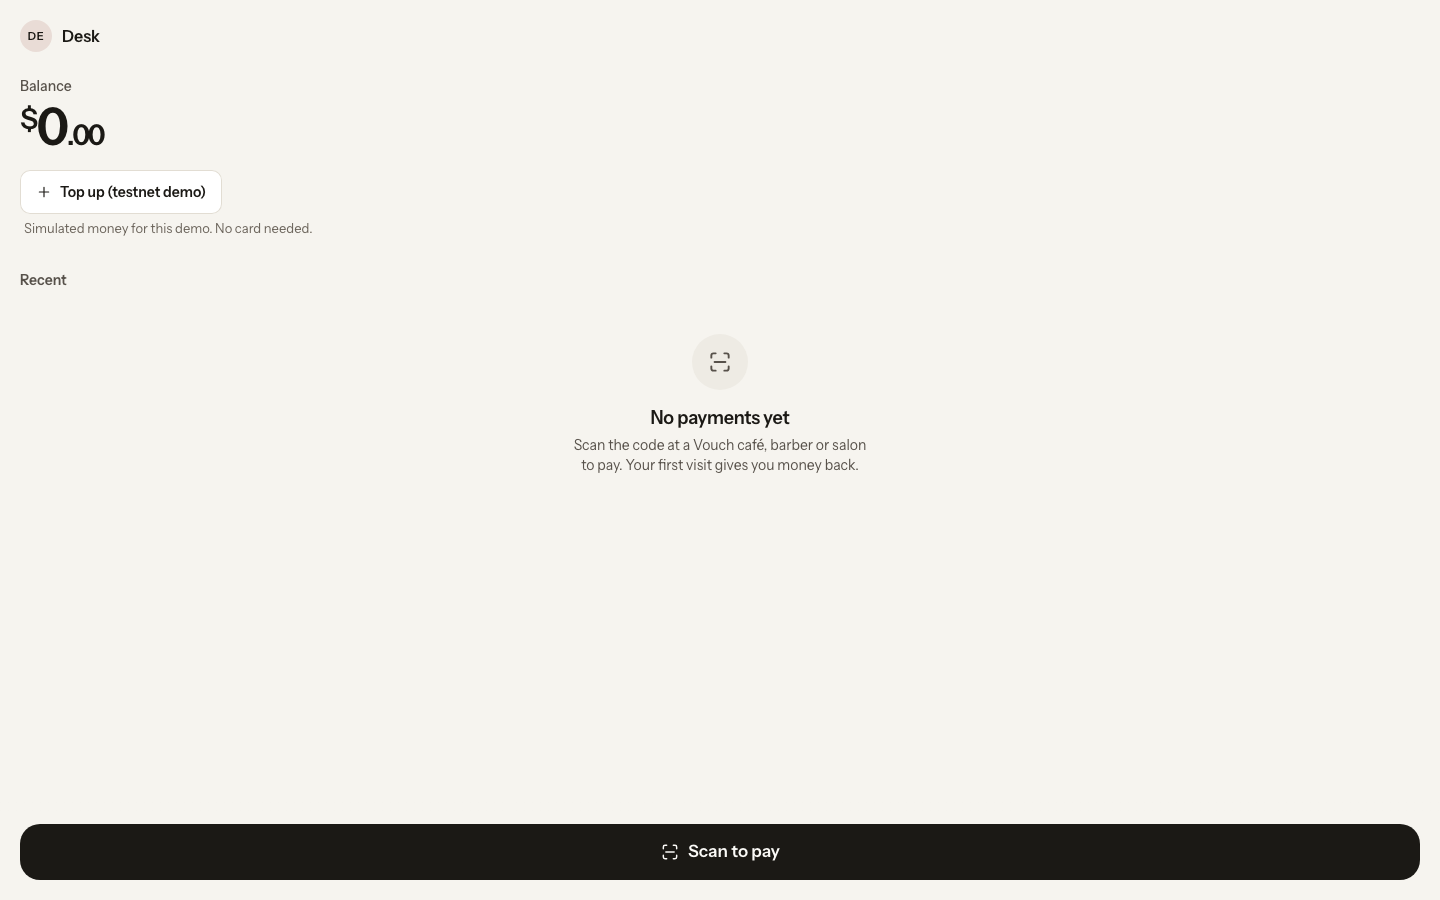 DE
Desk
Balance
$0.00
Top up (testnet demo)
Simulated money for this demo. No card needed.
Recent
No payments yet
Scan the code at a Vouch café, barber or salon
to pay. Your first visit gives you money back.
Scan to pay